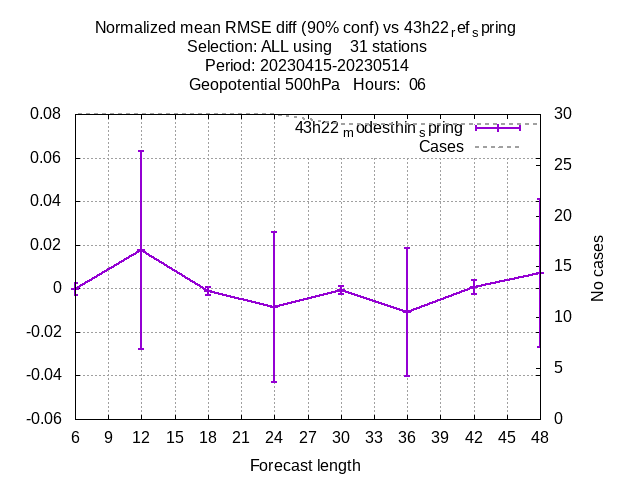 Normalized mean RMSE diff (90% conf) vs 43h22refspring
Selection: ALL using 31 stations
Period: 20230415-20230514
Geopotential 500hPa Hours: 06
43h22modesthinspring
Cases
0.08
0.06
0.04
0.02
0
-0.02
-0.04
-0.06
30
25
20
15
10
5
0
No cases
6 9 12 15 18 21 24 27 30 33 36 39 42 45 48
Forecast length